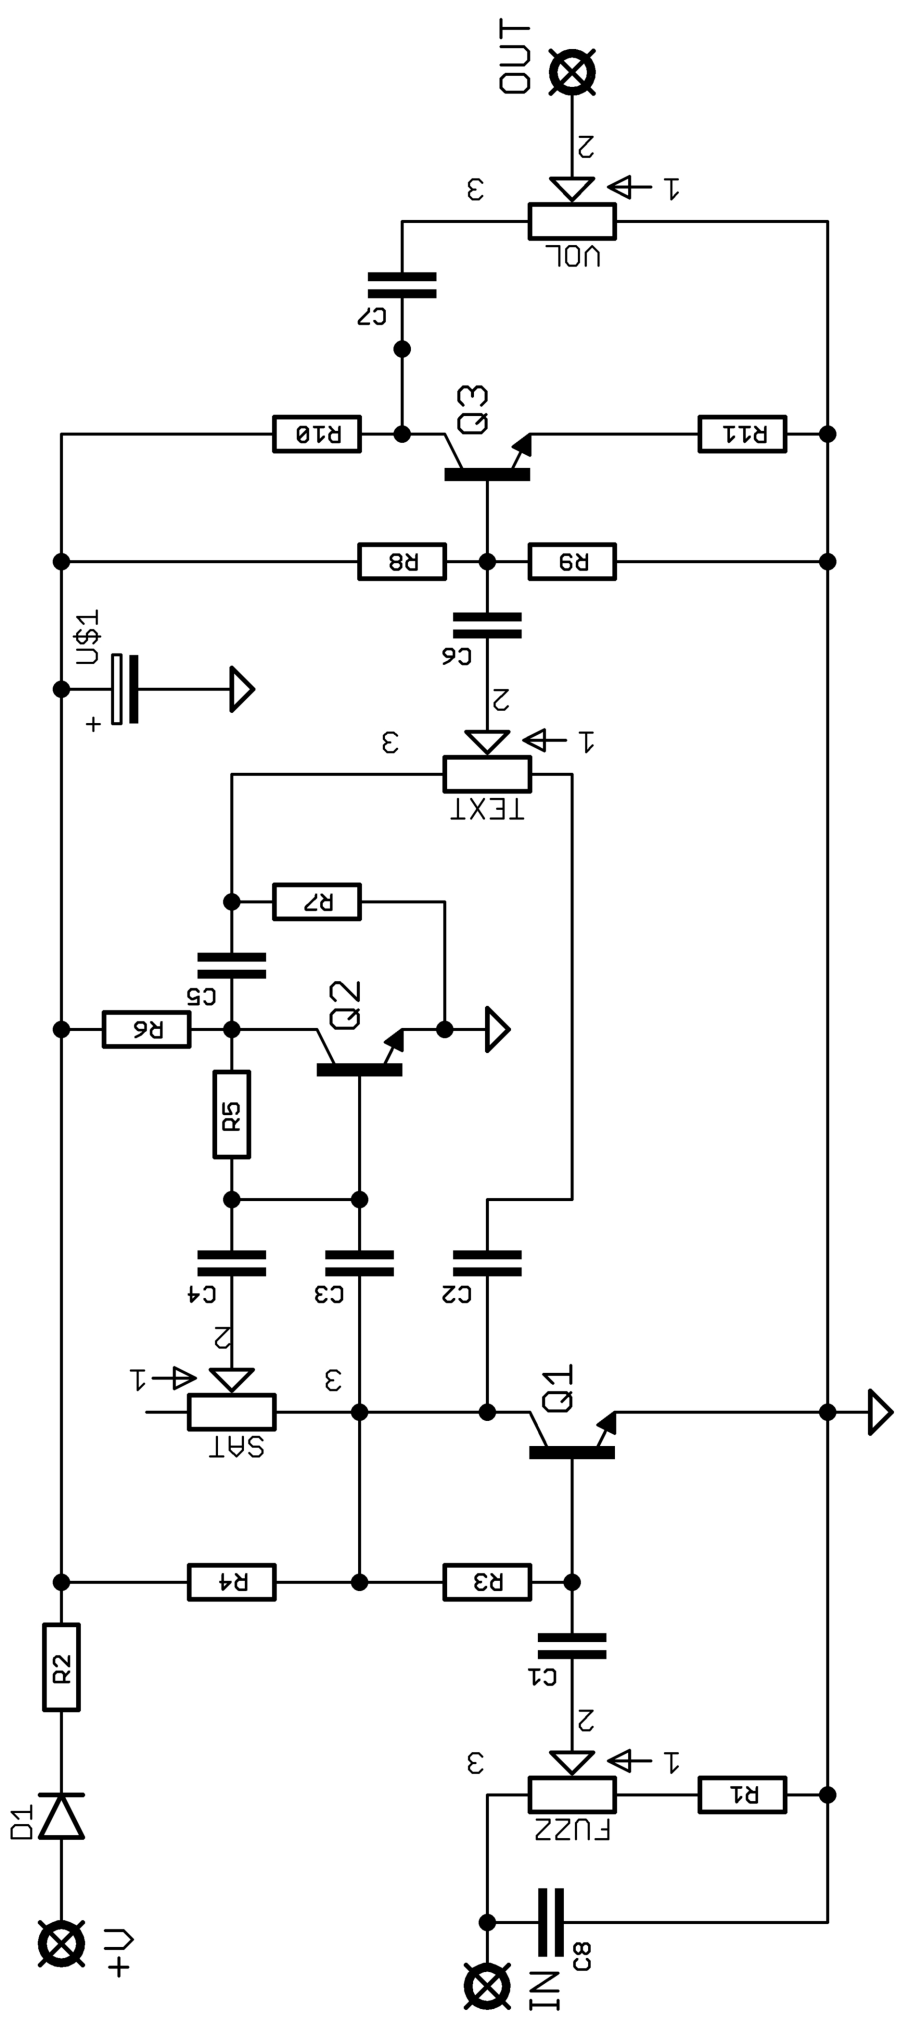 OUT
2
3
1
VOL
C7
Q3
R10
R11
R8
R9
U$1
+
C6
2
3
1
TEXT
R7
C5
Q2
R6
R5
C4
C3
C2
2
1
3
SAT
Q1
R4
R3
R2
C1
2
3
1
FUZZ
R1
D1
+V
IN
C8